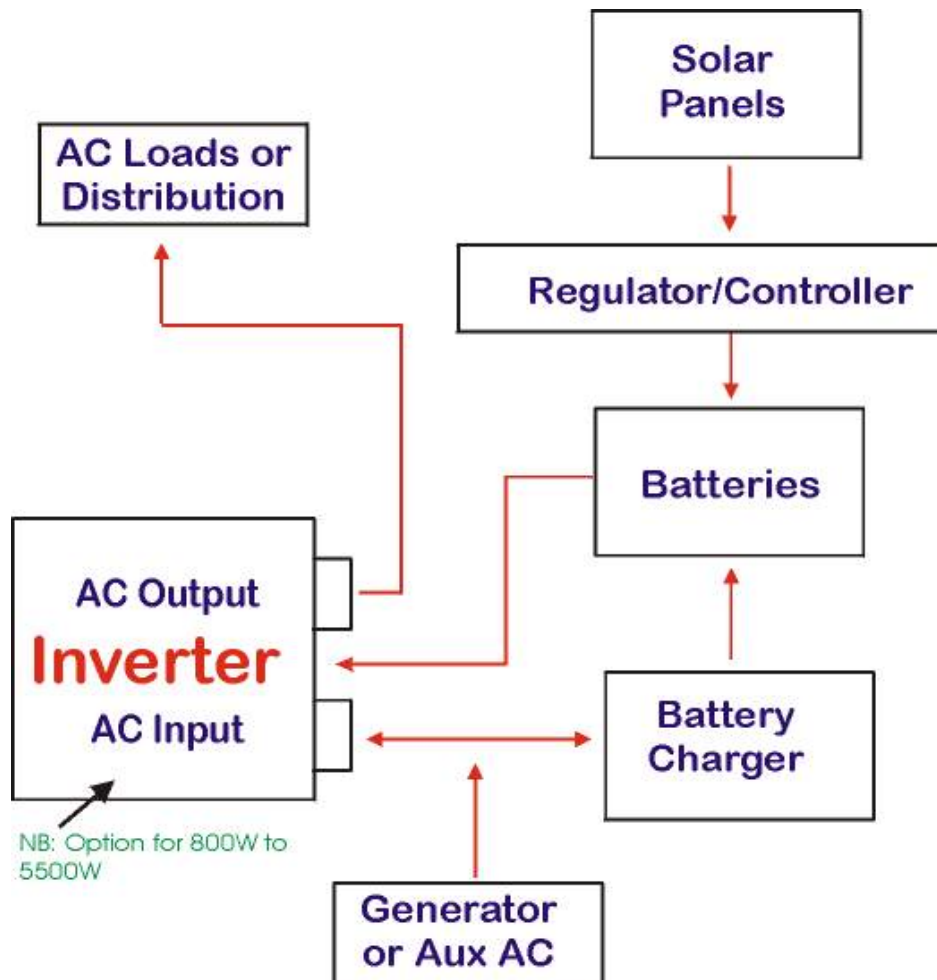 Solar
Panels
AC Loads or
Distribution
Regulator/Controller
Batteries
AC Output
Inverter
AC Input
Battery
Charger
NB: Option for 800W to
5500W
Generator
or Aux AC